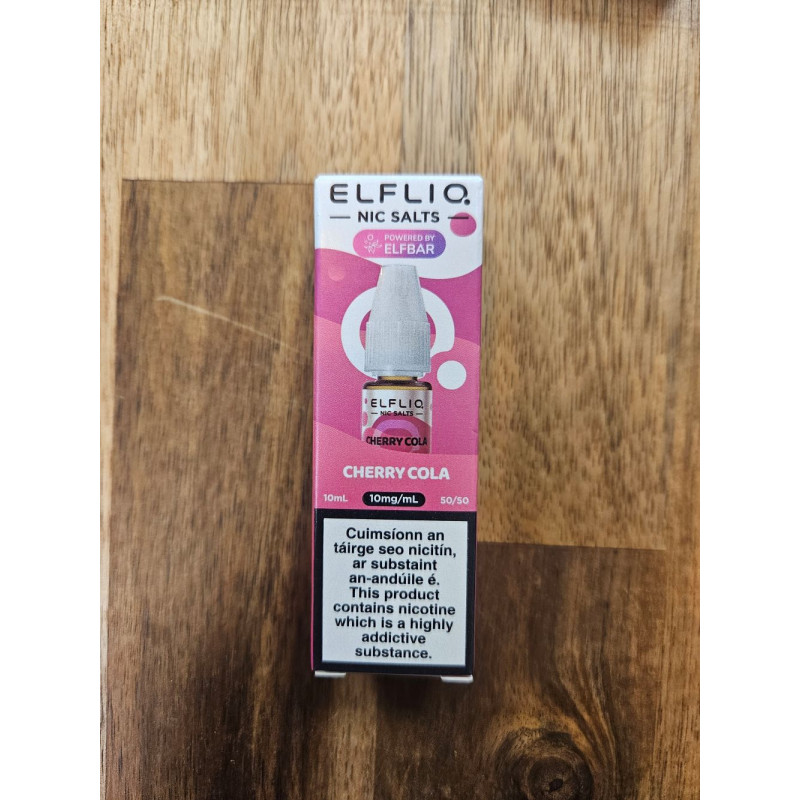 ELFLIQ
NIC SALTS
POWERED BY
ELFBAR
ELFLIQ
NIC SALTS
CHERRY COLA
CHERRY COLA
10mL 10mg/mL 50/50
Cuimsíonn an
táirge seo nicitín,
ar substaint
an-andúile é.
This product
contains nicotine
which is a highly
addictive
substance.